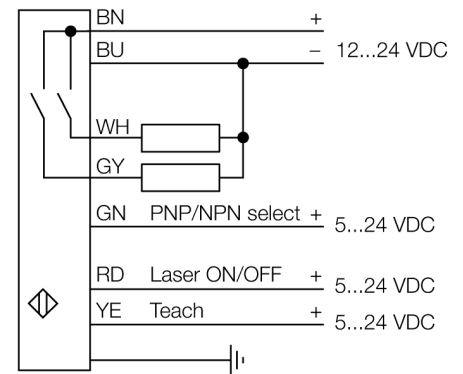 BN +
BU – 12...24 VDC
WH
GY
GN PNP/NPN select + 5...24 VDC
RD Laser ON/OFF + 5...24 VDC
YE Teach + 5...24 VDC